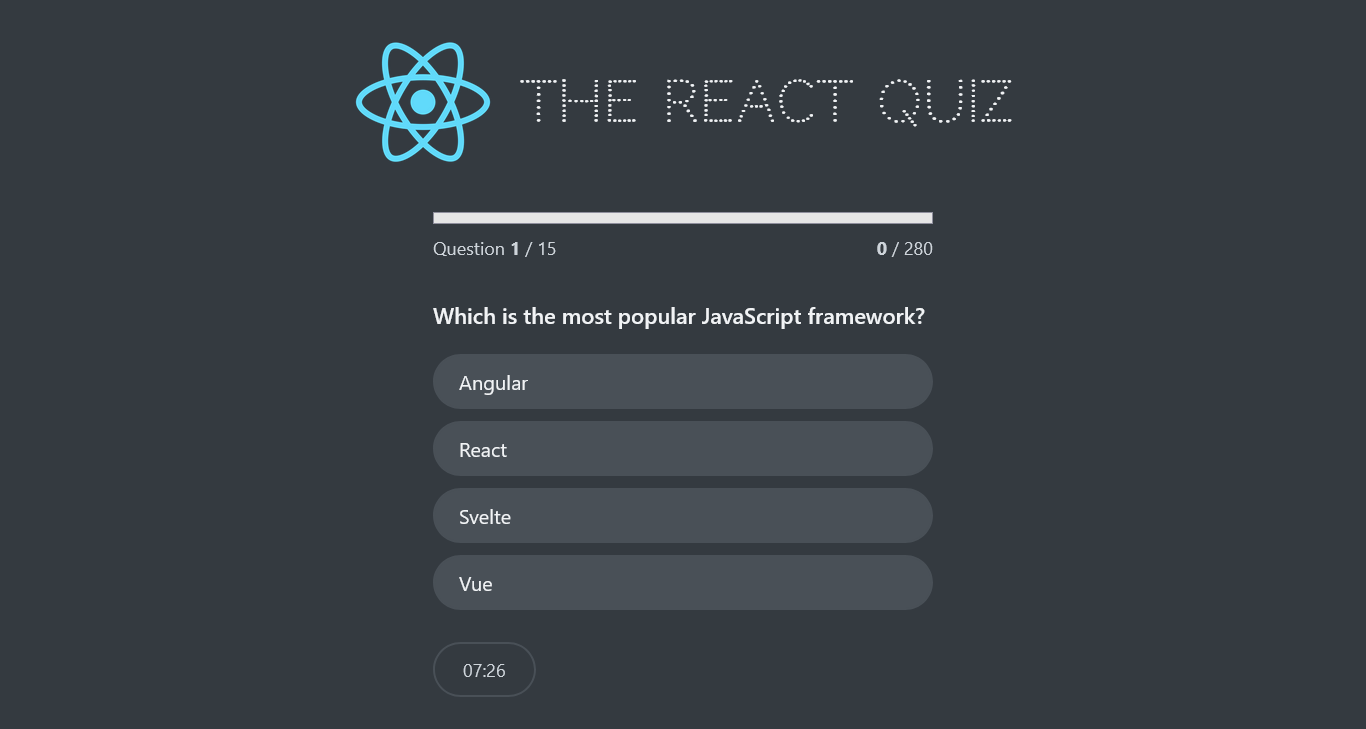 THE REACT QUIZ
Question 1 / 15
0 / 280
Which is the most popular JavaScript framework?
Angular
React
Svelte
Vue
07:26